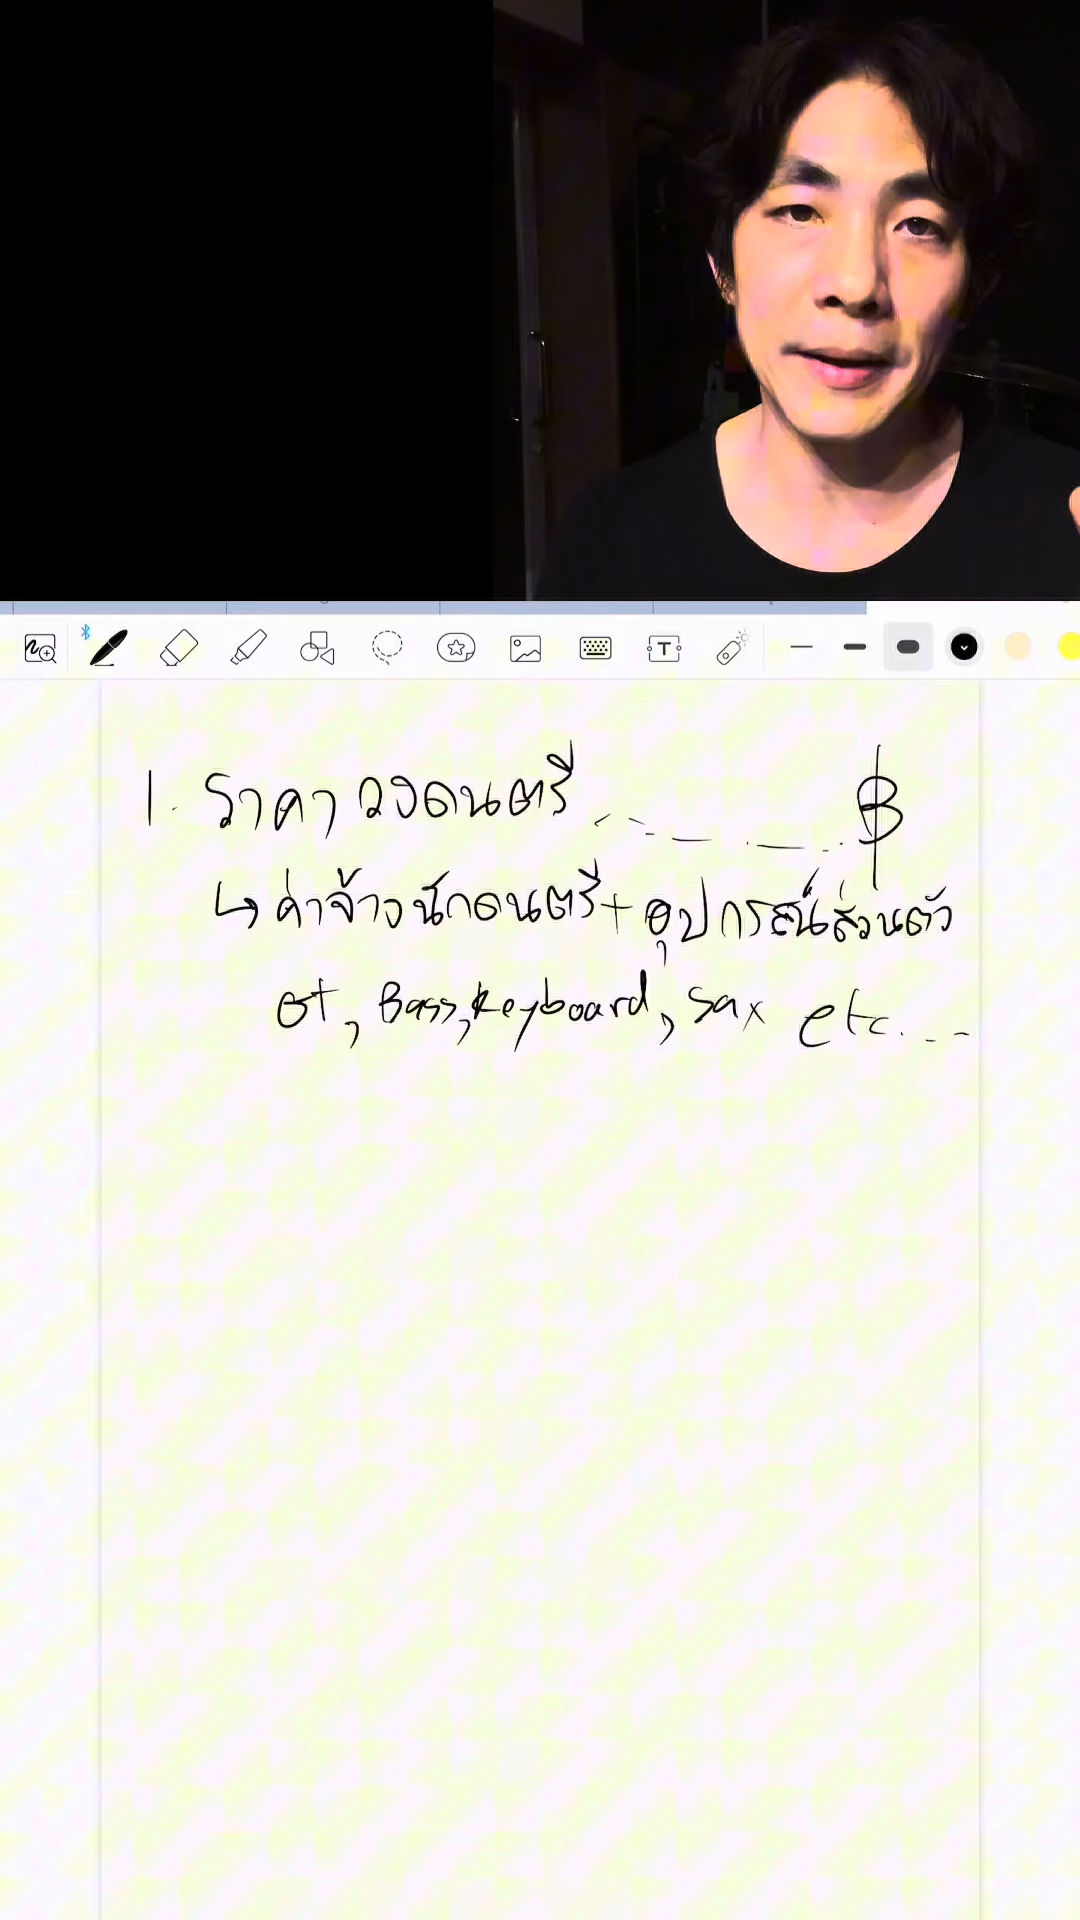 1. ราคา วงดนตรี ............ ฿
↳ ค่าจ้างนักดนตรี + อุปกรณ์ส่วนตัว
Gt, Bass, Keyboard, Sax etc...